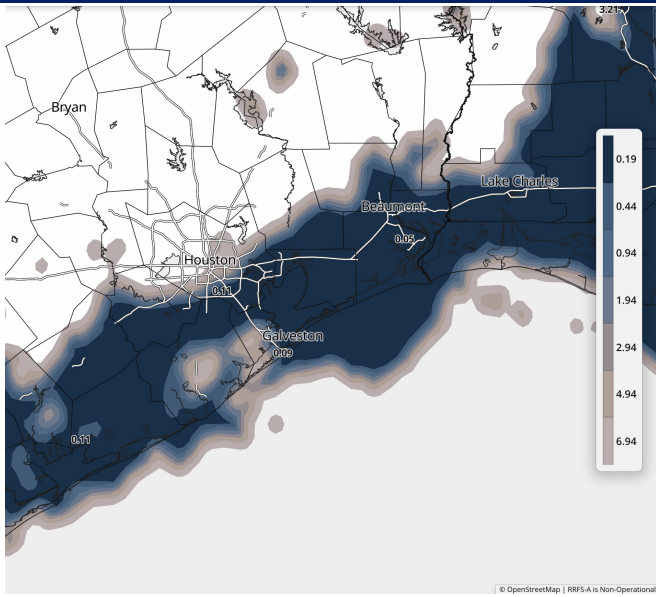 3.21
Bryan
0.19
Lake Charles
0.44
Beaumont
0.05
0.94
Houston
0.11
1.94
Galveston
0.09
2.94
4.94
0.11
6.94
© OpenStreetMap | RRFS-A is Non-Operational